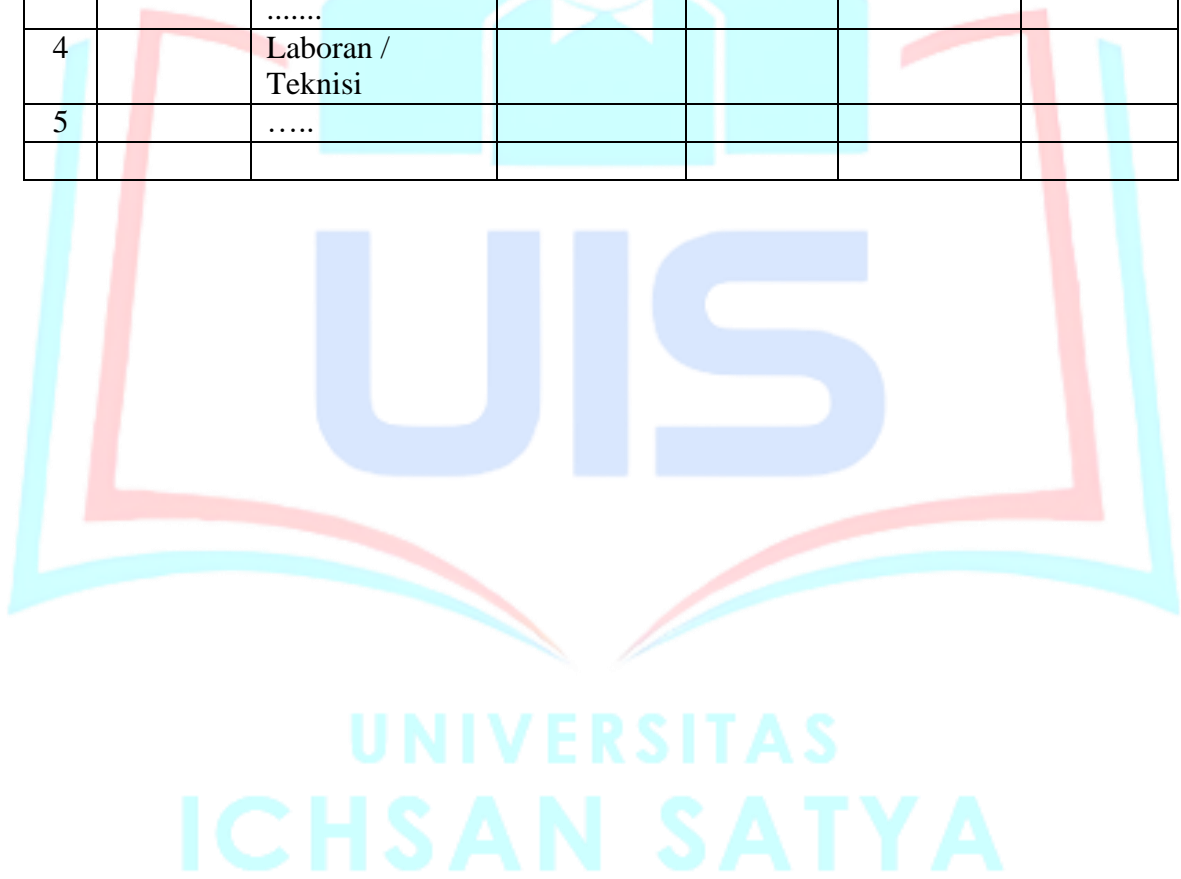 .......
4 Laboran /
Teknisi
5 .....
UIS
UNIVERSITAS
ICHSAN SATYA